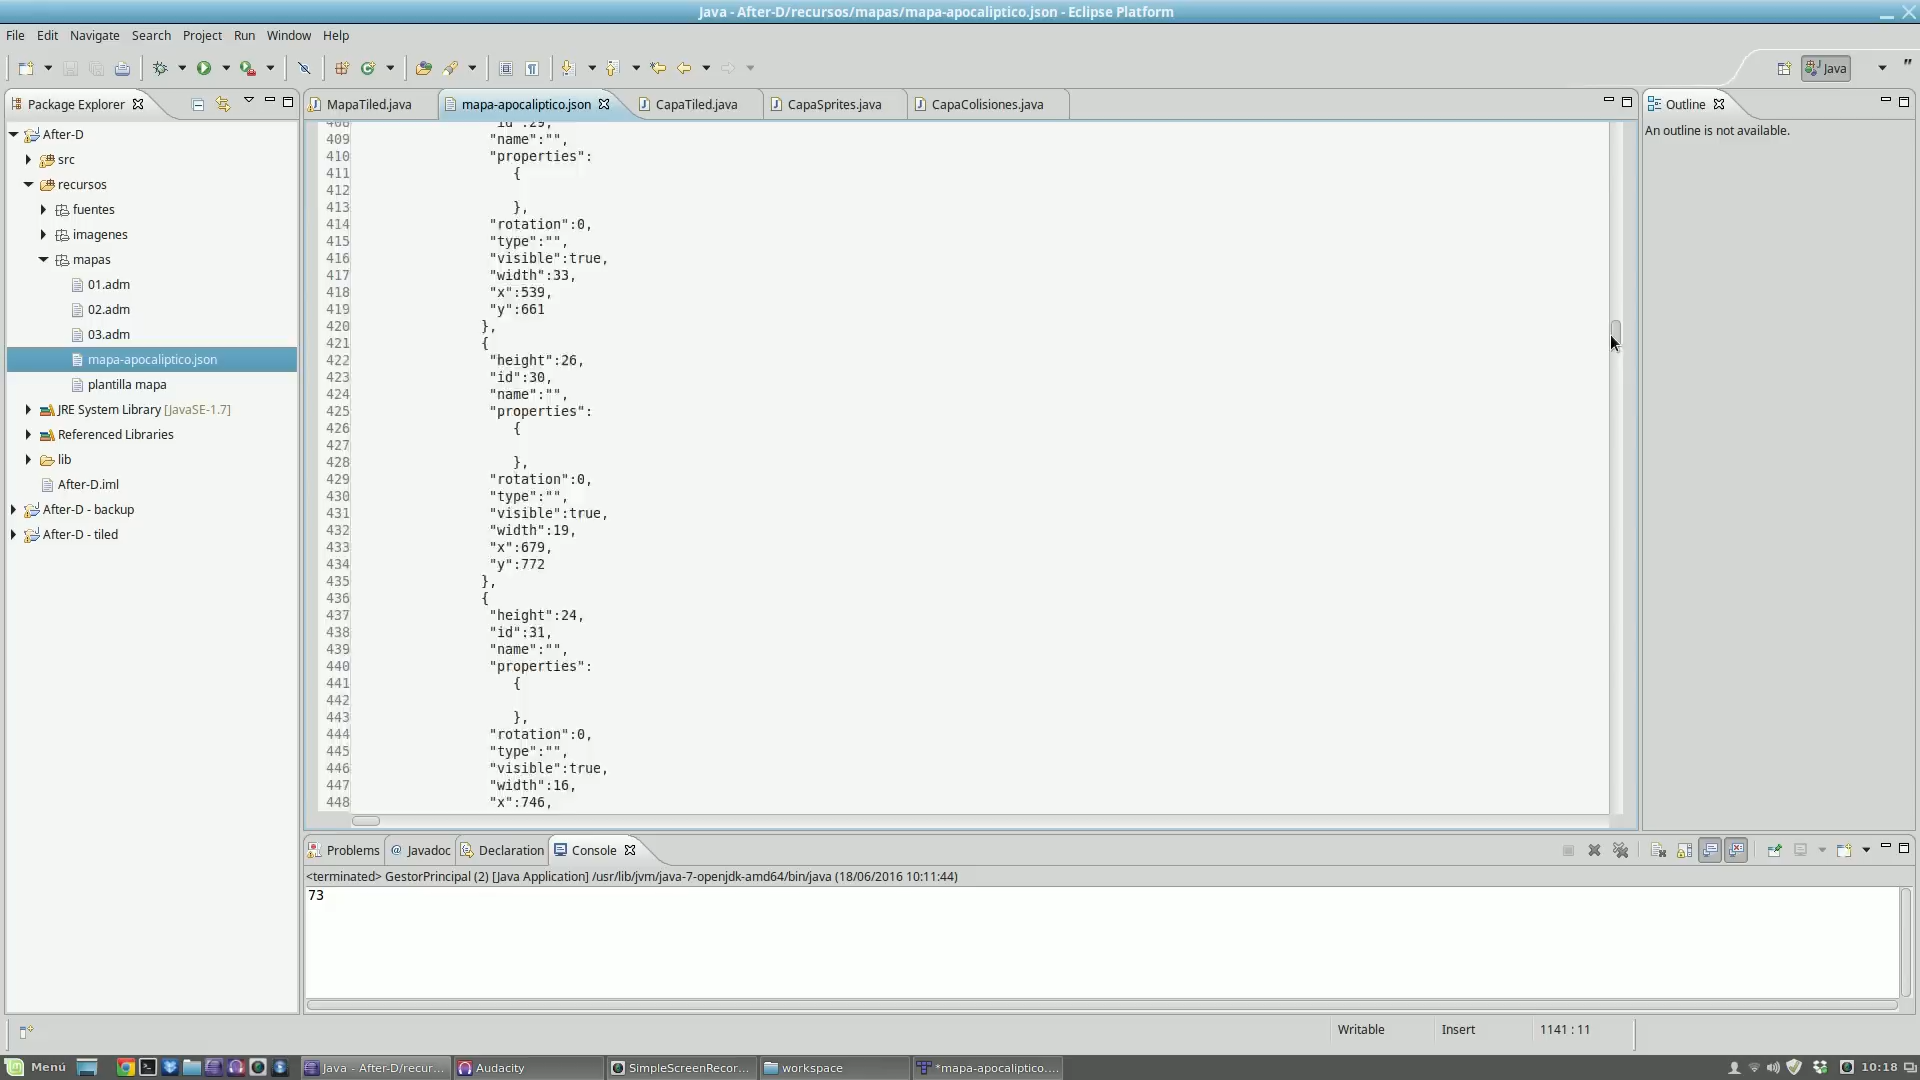 Java - After-D/recursos/mapas/mapa-apocaliptico.json - Eclipse Platform
File Edit Navigate Search Project Run Window Help
Java
Package Explorer
After-D
src
recursos
fuentes
imagenes
mapas
01.adm
02.adm
03.adm
mapa-apocaliptico.json
plantilla mapa
JRE System Library [JavaSE-1.7]
Referenced Libraries
lib
After-D.iml
After-D - backup
After-D - tiled
MapaTiled.java mapa-apocaliptico.json CapaTiled.java CapaSprites.java CapaColisiones.java
408 "id":29,
409 "name":"",
410 "properties":
411 {
412
413 },
414 "rotation":0,
415 "type":"",
416 "visible":true,
417 "width":33,
418 "x":539,
419 "y":661
420 },
421 {
422 "height":26,
423 "id":30,
424 "name":"",
425 "properties":
426 {
427
428 },
429 "rotation":0,
430 "type":"",
431 "visible":true,
432 "width":19,
433 "x":679,
434 "y":772
435 },
436 {
437 "height":24,
438 "id":31,
439 "name":"",
440 "properties":
441 {
442
443 },
444 "rotation":0,
445 "type":"",
446 "visible":true,
447 "width":16,
448 "x":746,
Outline
An outline is not available.
Problems @ Javadoc Declaration Console
<terminated> GestorPrincipal (2) [Java Application] /usr/lib/jvm/java-7-openjdk-amd64/bin/java (18/06/2016 10:11:44)
73
Writable Insert 1141 : 11
Menú Java - After-D/recur... Audacity SimpleScreenRecor... workspace *mapa-apocaliptico.... 10:18